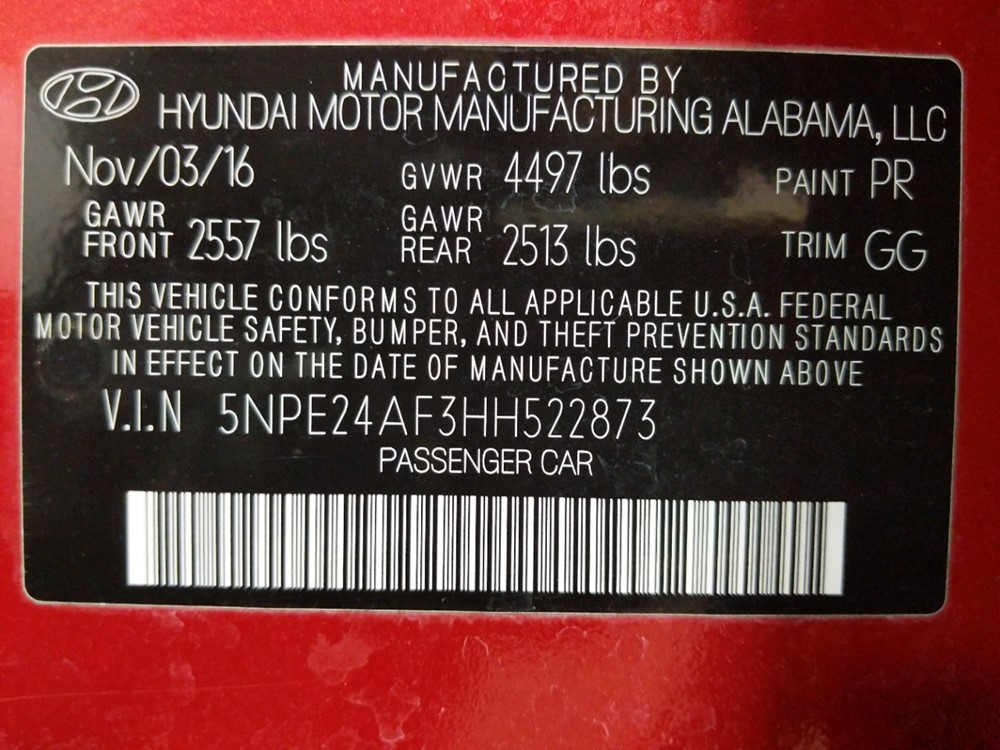 MANUFACTURED BY
HYUNDAI MOTOR MANUFACTURING ALABAMA, LLC
Nov/03/16 GVWR 4497 lbs PAINT PR
GAWR FRONT 2557 lbs GAWR REAR 2513 lbs TRIM GG
THIS VEHICLE CONFORMS TO ALL APPLICABLE U.S.A. FEDERAL
MOTOR VEHICLE SAFETY, BUMPER, AND THEFT PREVENTION STANDARDS
IN EFFECT ON THE DATE OF MANUFACTURE SHOWN ABOVE
V.I.N 5NPE24AF3HH522873
PASSENGER CAR